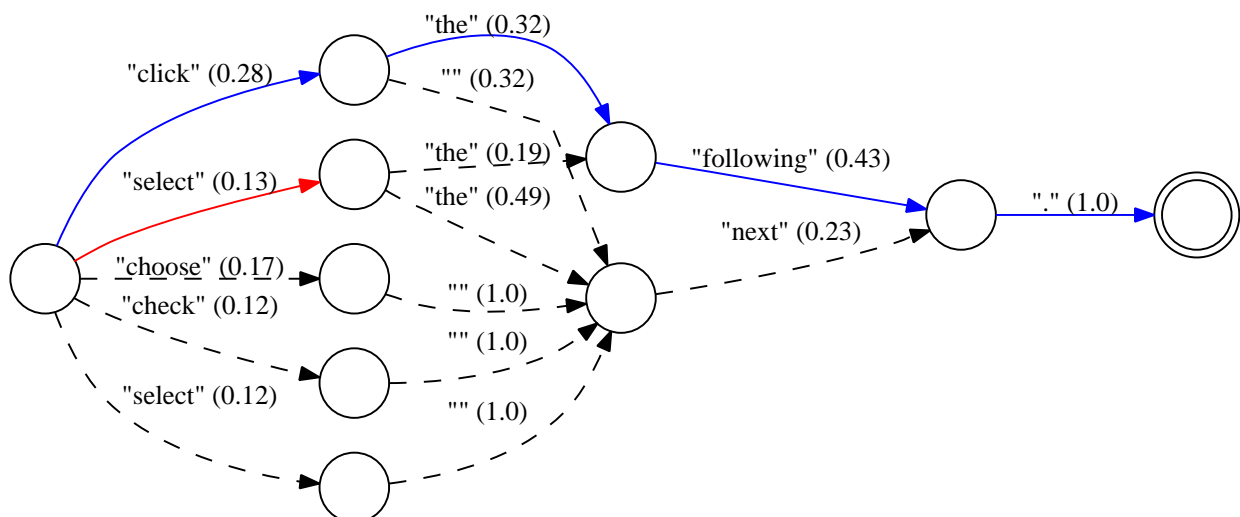 "the" (0.32)
"click" (0.28)
"" (0.32)
"the" (0.19)
"following" (0.43)
"select" (0.13)
"the" (0.49)
"." (1.0)
"next" (0.23)
"choose" (0.17)
"" (1.0)
"check" (0.12)
"" (1.0)
"select" (0.12)
"" (1.0)